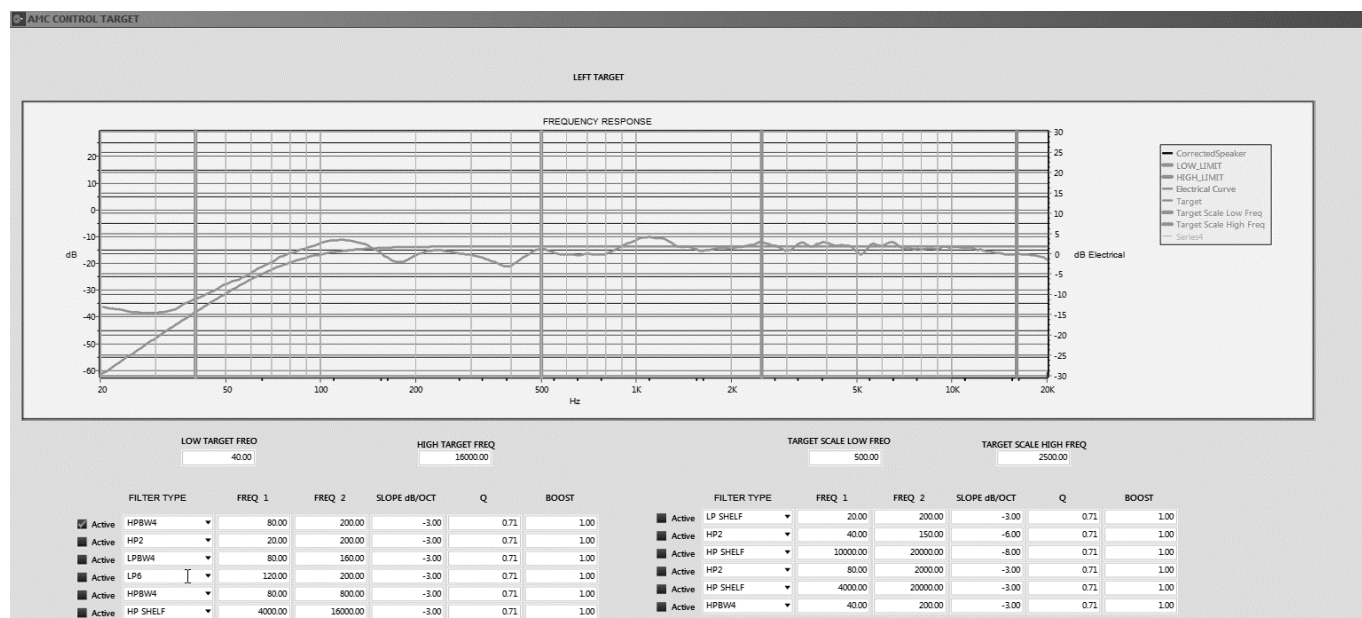 AMC CONTROL TARGET
LEFT TARGET
FREQUENCY RESPONSE
20
10
0
-10
-20
-30
-40
-50
-60
dB
30
25
20
15
10
5
0
-5
-10
-15
-20
-25
-30
dB Electrical
20 50 100 200 500 1K 2K 5K 10K 20K
Hz
CorrectedSpeaker
LOW_LIMIT
HIGH_LIMIT
Electrical Curve
Target
Target Scale Low Freq
Target Scale High Freq
Series4
LOW TARGET FREO
40.00
HIGH TARGET FREQ
16000.00
TARGET SCALE LOW FREO
500.00
TARGET SCALE HIGH FREQ
2500.00
FILTER TYPE FREQ 1 FREQ 2 SLOPE dB/OCT Q BOOST
Active HPBW4 80.00 200.00 -3.00 0.71 1.00
Active HP2 20.00 200.00 -3.00 0.71 1.00
Active LPBW4 80.00 160.00 -3.00 0.71 1.00
Active LP6 120.00 200.00 -3.00 0.71 1.00
Active HPBW4 80.00 800.00 -3.00 0.71 1.00
Active HP SHELF 4000.00 16000.00 -3.00 0.71 1.00
FILTER TYPE FREQ 1 FREQ 2 SLOPE dB/OCT Q BOOST
Active LP SHELF 20.00 200.00 -3.00 0.71 1.00
Active HP2 40.00 150.00 -6.00 0.71 1.00
Active HP SHELF 10000.00 20000.00 -8.00 0.71 1.00
Active HP2 80.00 2000.00 -3.00 0.71 1.00
Active HP SHELF 4000.00 20000.00 -3.00 0.71 1.00
Active HPBW4 40.00 200.00 -3.00 0.71 1.00